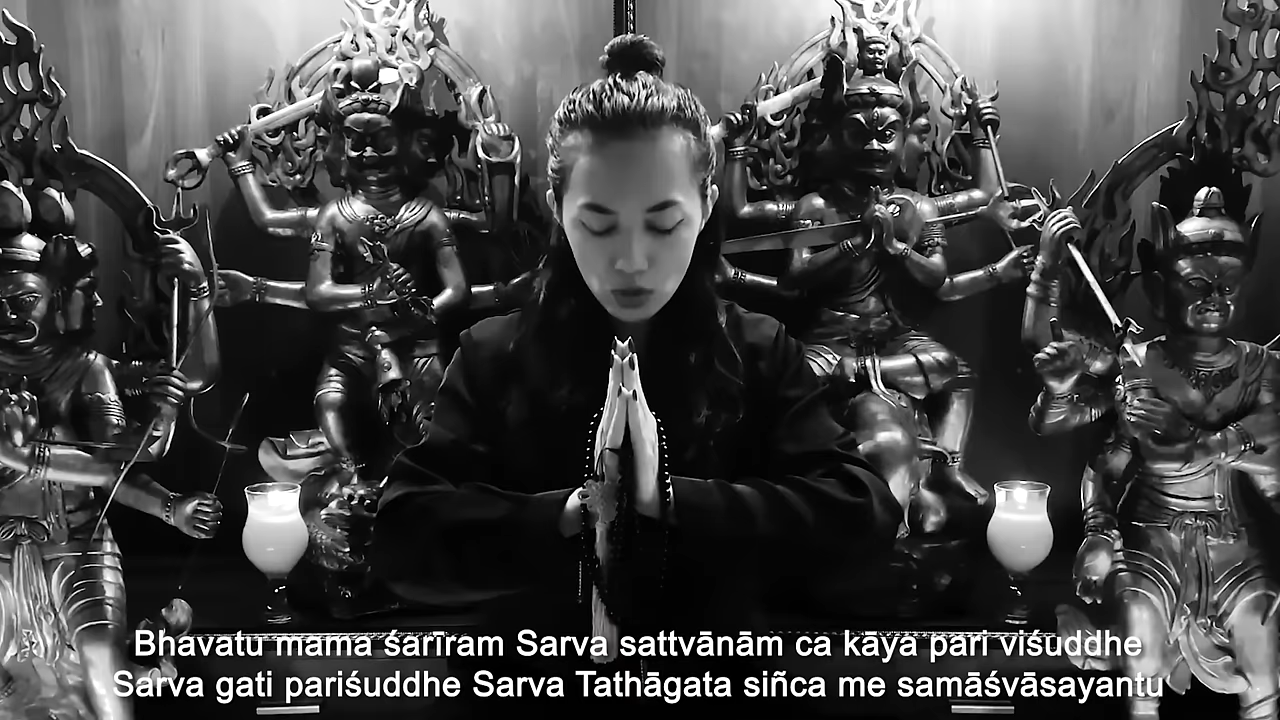 Bhavatu mama śarīram Sarva sattvānām ca kāya pari viśuddhe
Sarva gati pariśuddhe Sarva Tathāgata siñca me samāśvāsayantu